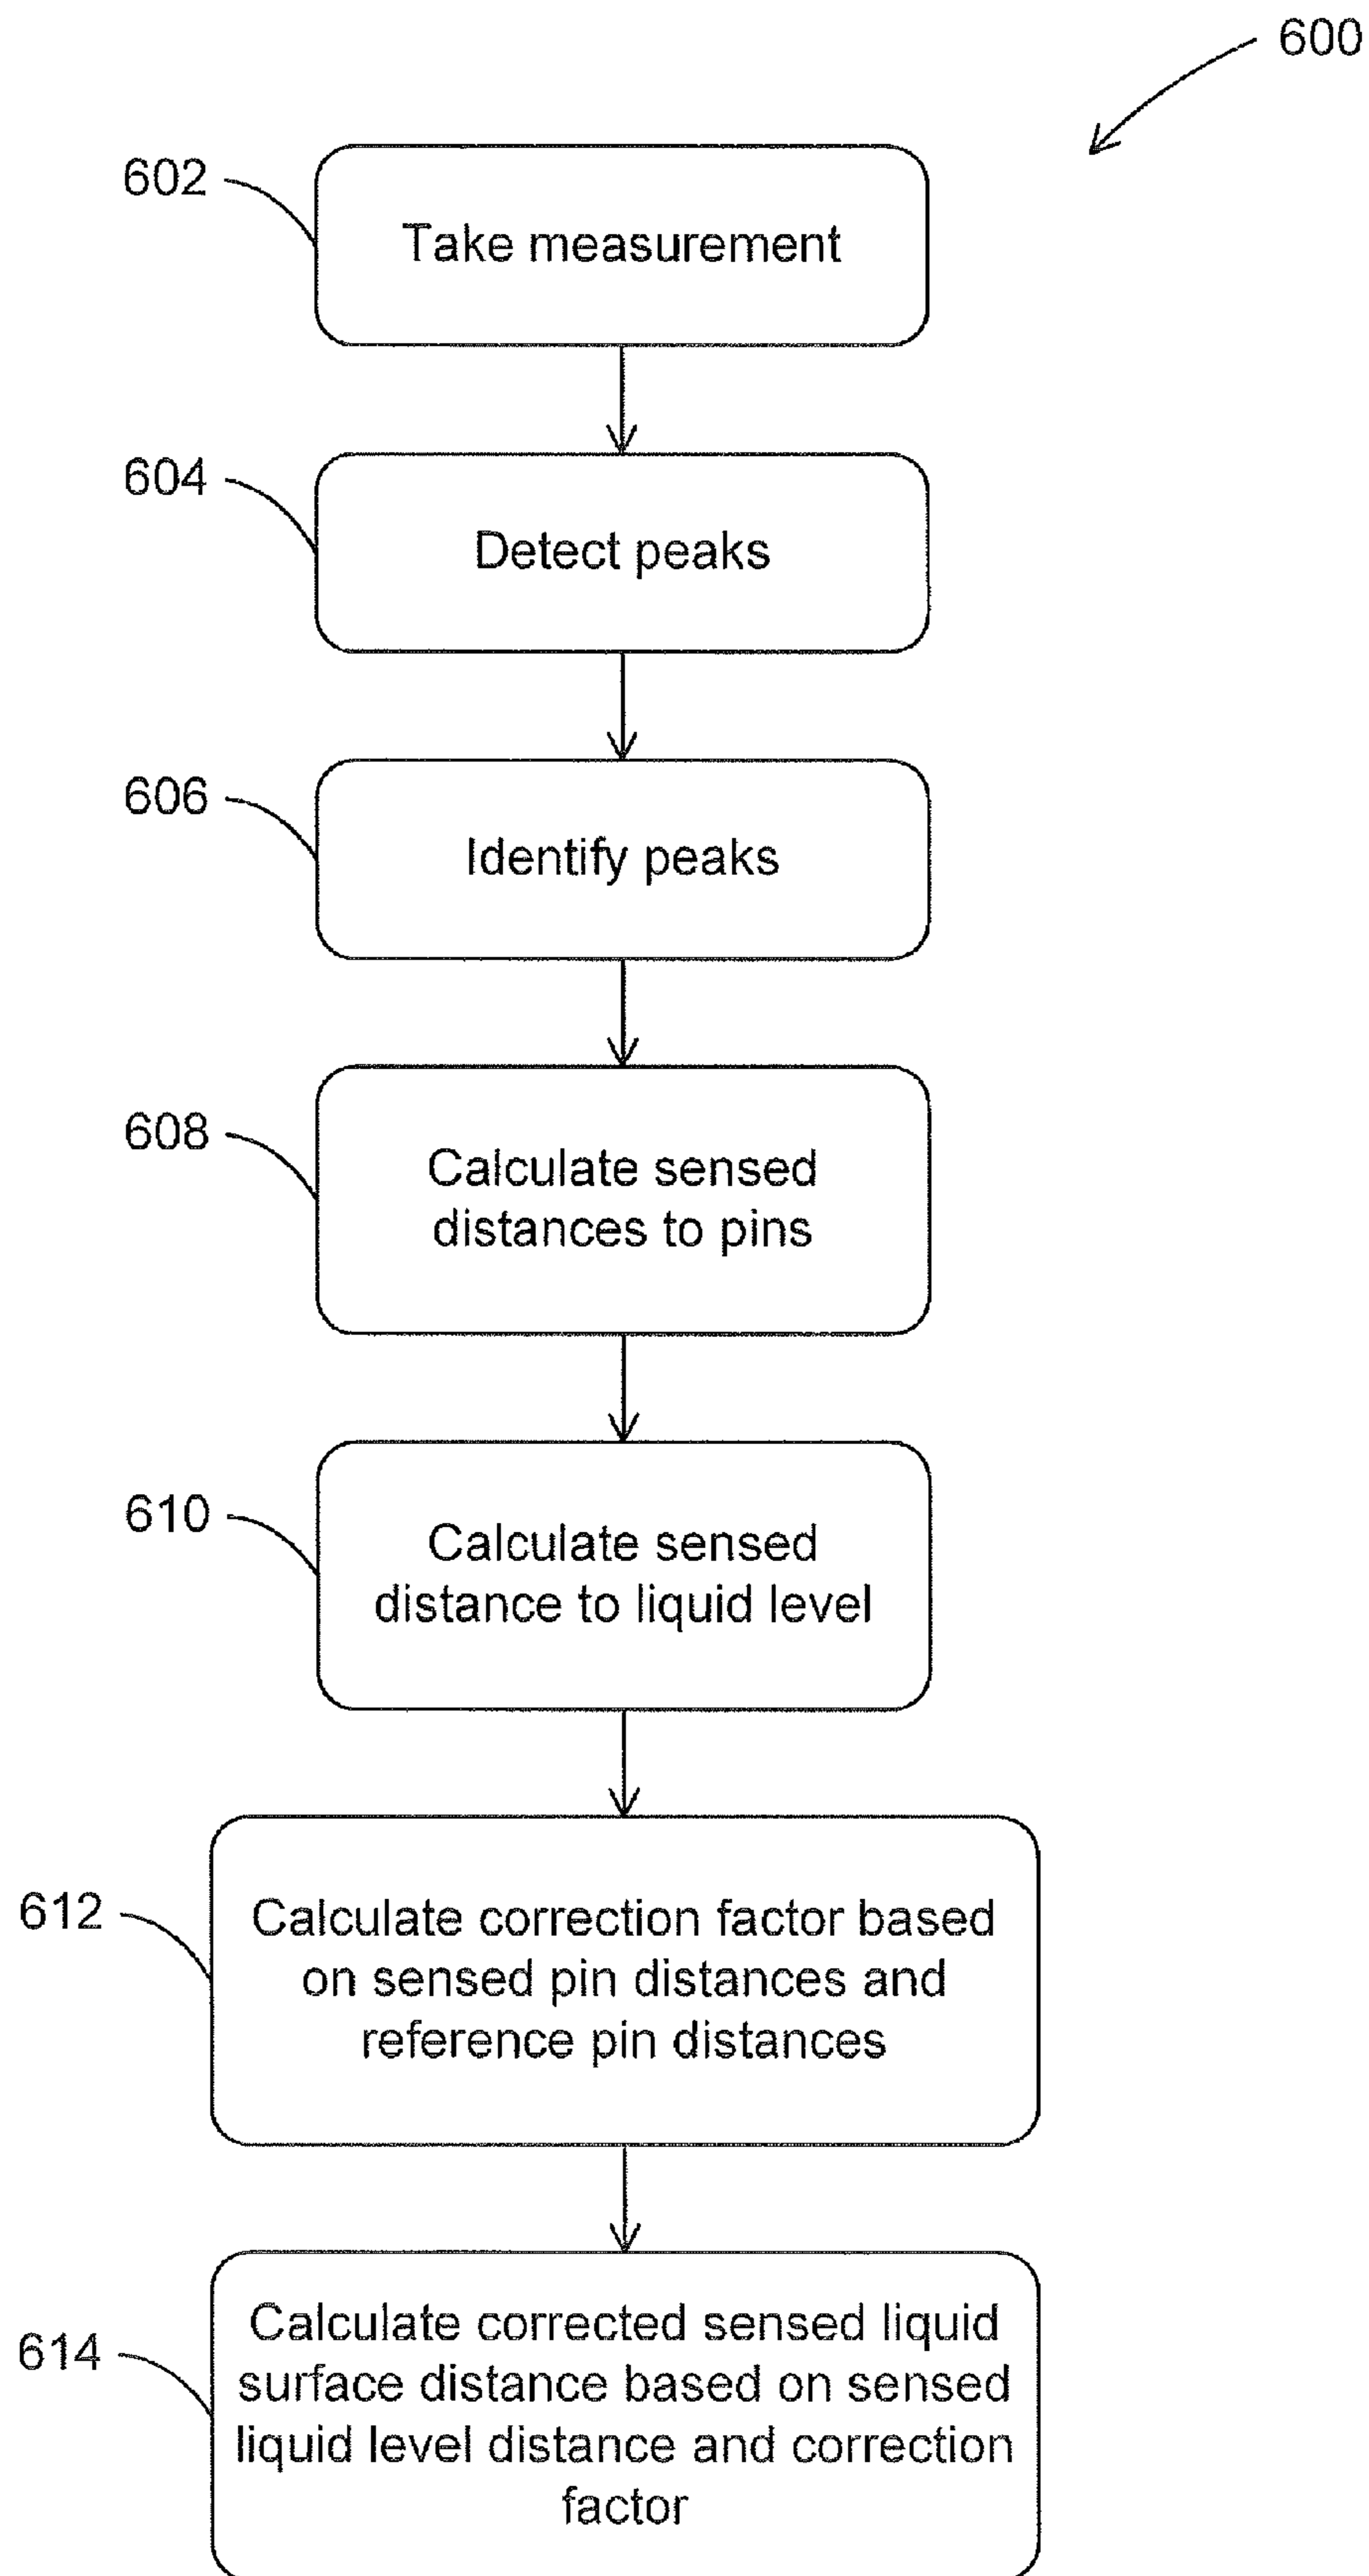 600
602
Take measurement
604
Detect peaks
606
Identify peaks
608
Calculate sensed
distances to pins
610
Calculate sensed
distance to liquid level
612
Calculate correction factor based
on sensed pin distances and
reference pin distances
614
Calculate corrected sensed liquid
surface distance based on sensed
liquid level distance and correction
factor